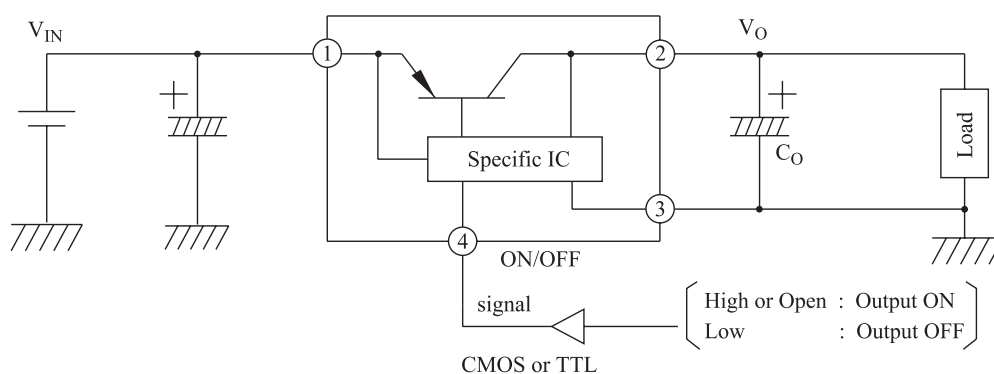 V_IN
V_O
1
2
Specific IC
+
+
C_O
Load
3
4
ON/OFF
signal
High or Open : Output ON
Low : Output OFF
CMOS or TTL